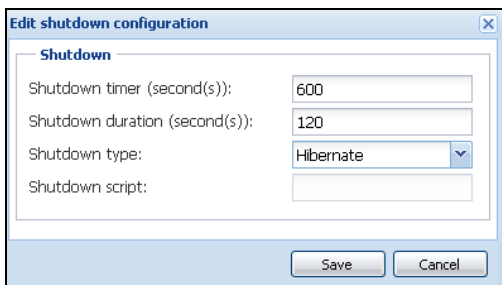 Edit shutdown configuration
Shutdown
Shutdown timer (second(s)): 600
Shutdown duration (second(s)): 120
Shutdown type: Hibernate
Shutdown script:
Save Cancel